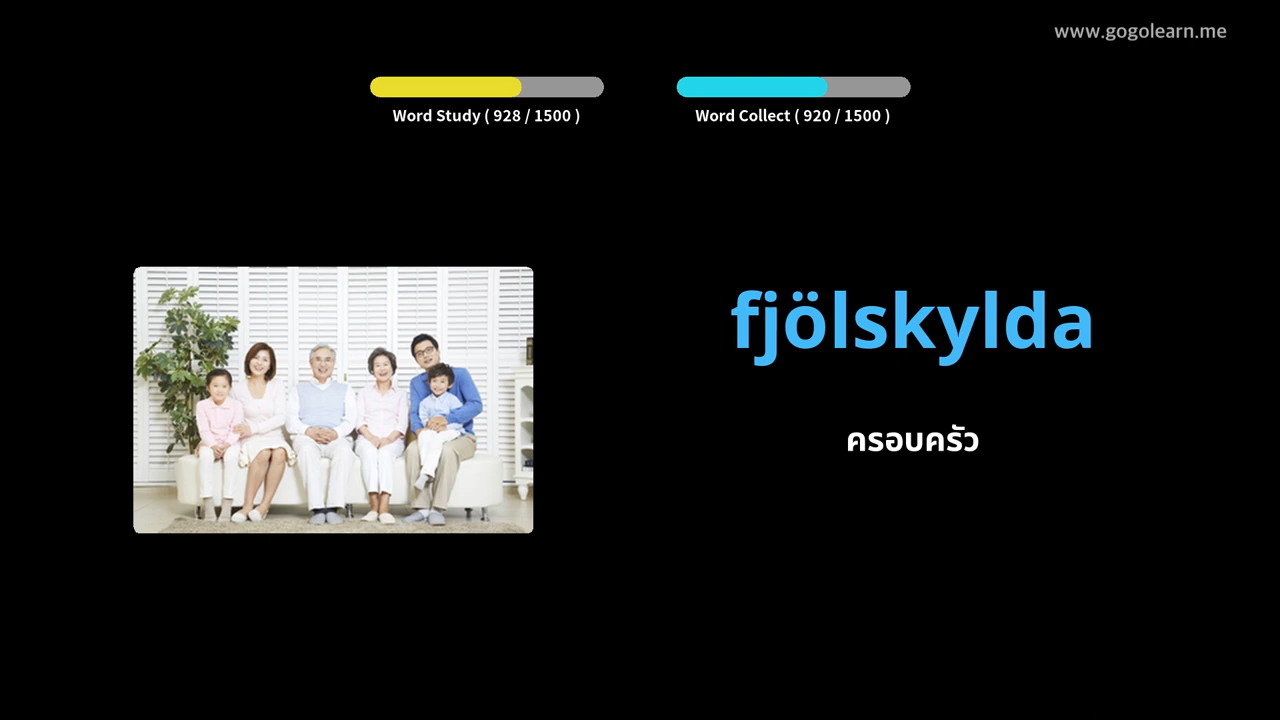 www.gogolearn.me
Word Study ( 928 / 1500 )
Word Collect ( 920 / 1500 )
fjölskylda
ครอบครัว